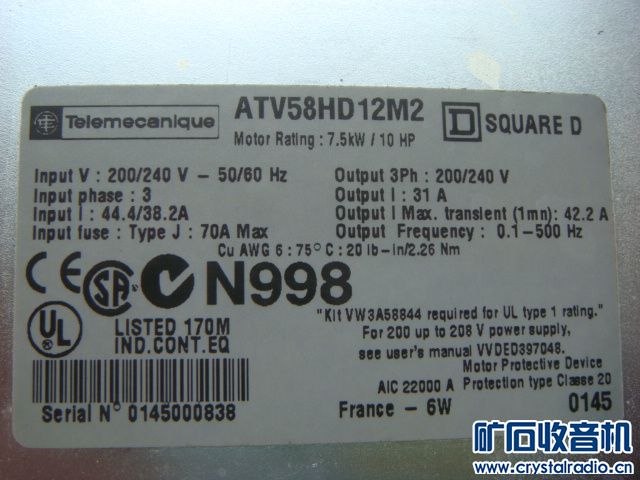 Telemecanique
ATV58HD12M2
SQUARE D
Motor Rating : 7.5kW / 10 HP
Input V : 200/240 V - 50/60 Hz
Output 3Ph : 200/240 V
Input phase : 3
Output I : 31 A
Input I : 44.4/38.2A
Output I Max. transient (1mn) : 42.2 A
Input fuse : Type J : 70A Max
Output Frequency : 0.1-500 Hz
Cu AWG 6 : 75° C : 20 lb-in/2.26 Nm
CE SA N998
"Kit VW3A58844 required for UL type 1 rating."
UL
LISTED 170M
For 200 up to 208 V power supply,
IND.CONT.EQ
see user's manual VVDED397048.
Motor Protective Device
AIC 22000 A Protection type Classe 20
Serial N° 0145000838
France - 6W
0145
矿石收音机
www.crystalradio.cn